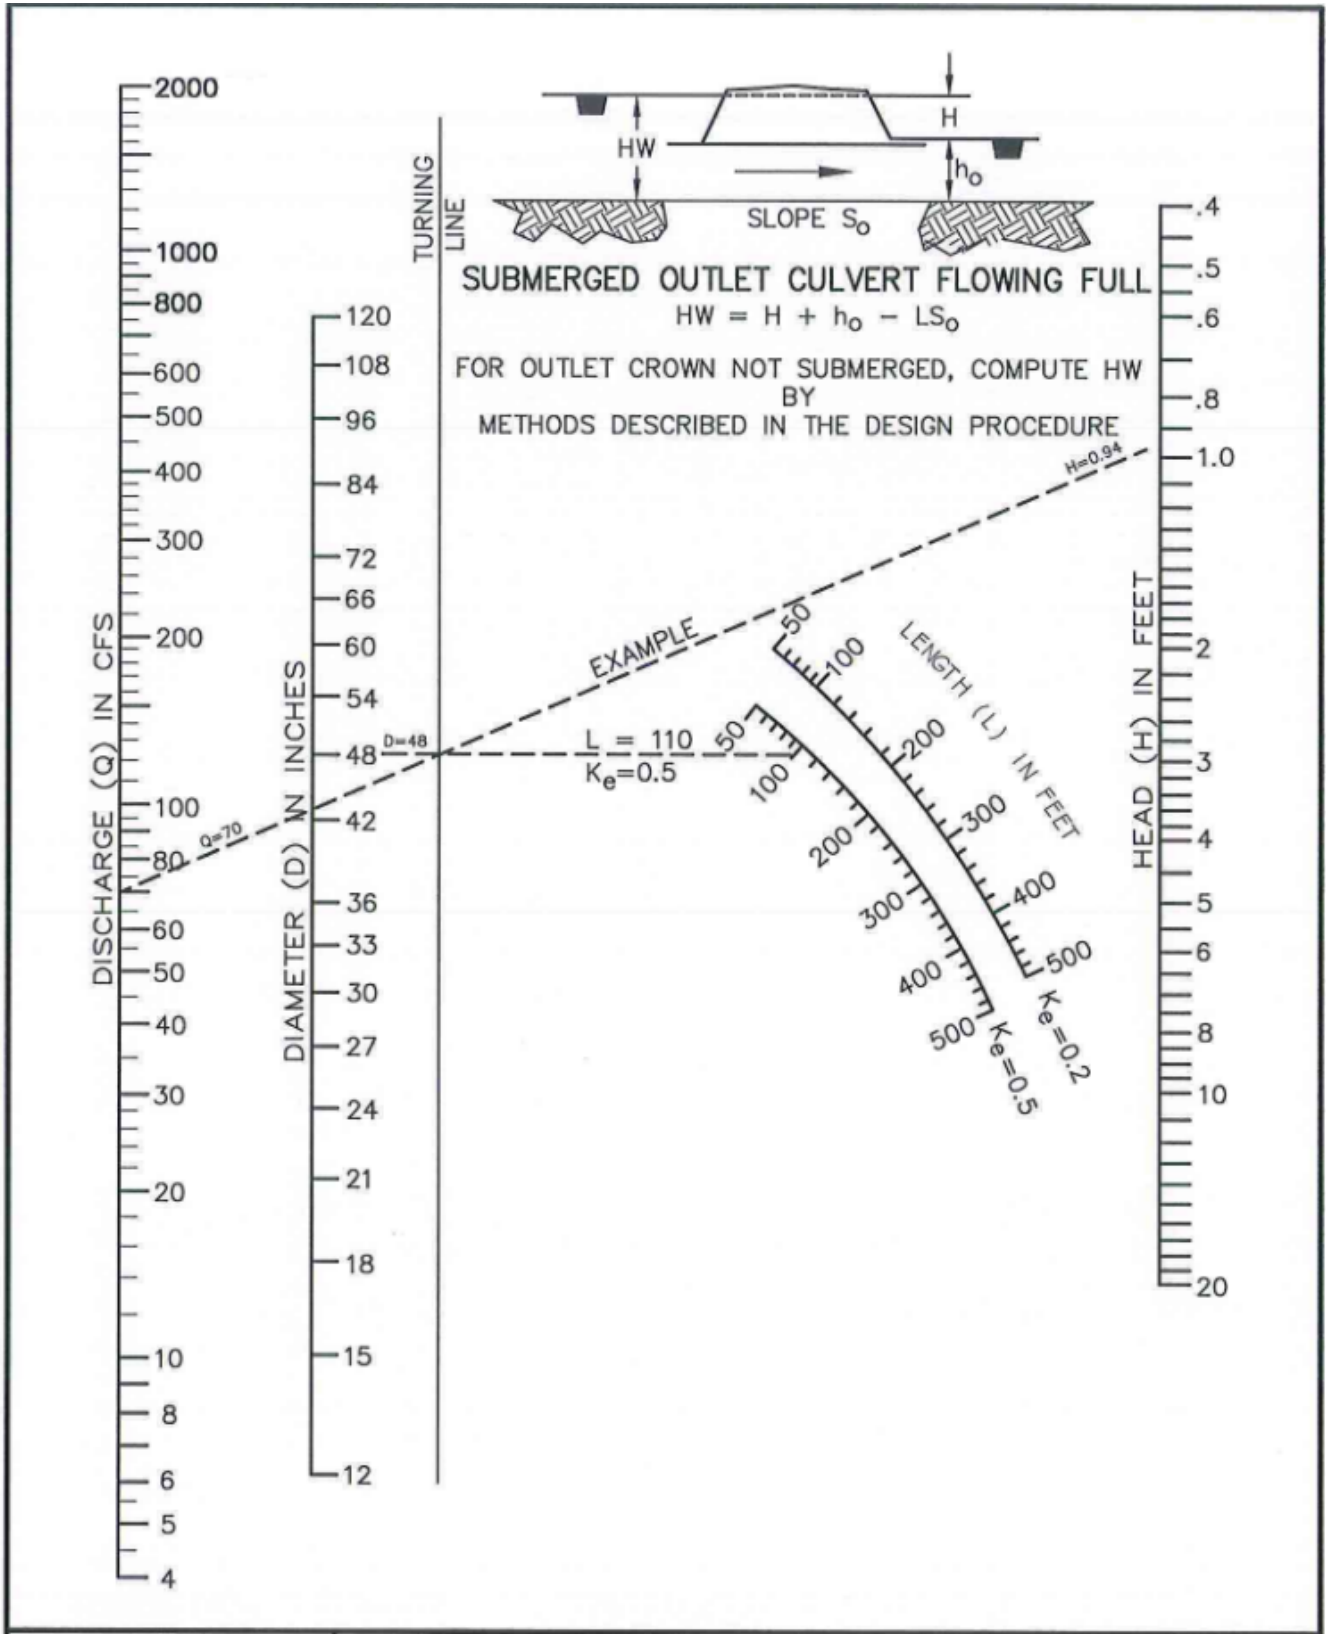 2000
1000
800
600
500
400
300
200
100
80
60
50
40
30
20
10
8
6
5
4
DISCHARGE (Q) IN CFS
Q=70
120
108
96
84
72
66
60
54
48
42
36
33
30
27
24
21
18
15
12
DIAMETER (D) IN INCHES
D=48
TURNING
LINE
HW
H
ho
SLOPE So
SUBMERGED OUTLET CULVERT FLOWING FULL
HW = H + ho - LSo
FOR OUTLET CROWN NOT SUBMERGED, COMPUTE HW
BY
METHODS DESCRIBED IN THE DESIGN PROCEDURE
H=0.94
EXAMPLE
L = 110
Ke=0.5
50
100
200
300
400
500
Ke=0.2
LENGTH (L) IN FEET
50
100
200
300
400
500
Ke=0.5
HEAD (H) IN FEET
.4
.5
.6
.8
1.0
2
3
4
5
6
8
10
20